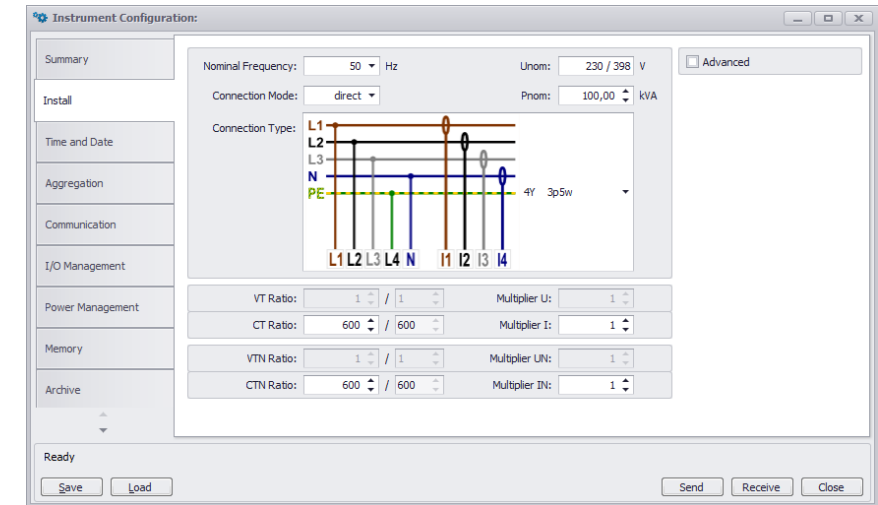 Instrument Configuration:
Summary
Install
Time and Date
Aggregation
Communication
I/O Management
Power Management
Memory
Archive
Nominal Frequency: 50 Hz Unom: 230 / 398 V
Connection Mode: direct Pnom: 100,00 kVA
Connection Type:
L1
L2
L3
N
PE
4Y 3p5w
L1 L2 L3 L4 N I1 I2 I3 I4
VT Ratio: 1 / 1 Multiplier U: 1
CT Ratio: 600 / 600 Multiplier I: 1
VTN Ratio: 1 / 1 Multiplier UN: 1
CTN Ratio: 600 / 600 Multiplier IN: 1
Advanced
Ready
Save Load Send Receive Close